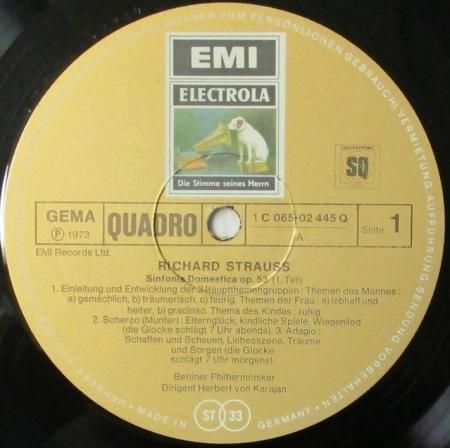 ZUM PERSÖNLICHEN GEBRAUCH! VERMIETUNG, AUFFÜHRUNG, SENDUNG VORBEHALTEN!
EMI
ELECTROLA
Die Stimme seines Herrn
QUADRAPHONIC
SQ
GEMA
Ⓟ 1973
QUADRO
1 C 065-02 445 Q
A
Seite 1
EMI Records Ltd.
RICHARD STRAUSS
Sinfonia Domestica op. 53 (1. Teil)
1. Einleitung und Entwicklung der 3 Hauptthemengruppen: Themen des Mannes:
a) gemächlich, b) träumerisch, c) feurig. Themen der Frau: a) lebhaft und
heiter, b) gracioso. Thema des Kindes: ruhig.
2. Scherzo (Munter): Elternglück, kindliche Spiele, Wiegenlied
(die Glocke schlägt 7 Uhr abends). 3. Adagio:
Schaffen und Schauen, Liebesszene, Träume
und Sorgen (die Glocke
schlägt 7 Uhr morgens).
Berliner Philharmoniker
Dirigent Herbert von Karajan
MADE IN
ST 33
GERMANY